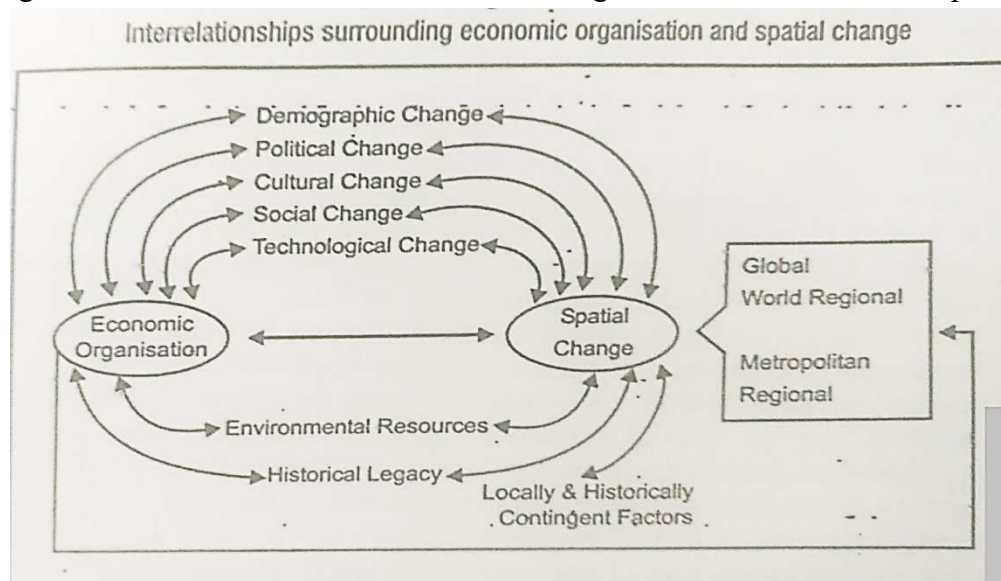 Interrelationships surrounding economic organisation and spatial change
Demographic Change
Political Change
Cultural Change
Social Change
Technological Change
Economic
Organisation
Spatial
Change
Global
World Regional
Metropolitan
Regional
Environmental Resources
Historical Legacy
Locally & Historically
Contingent Factors